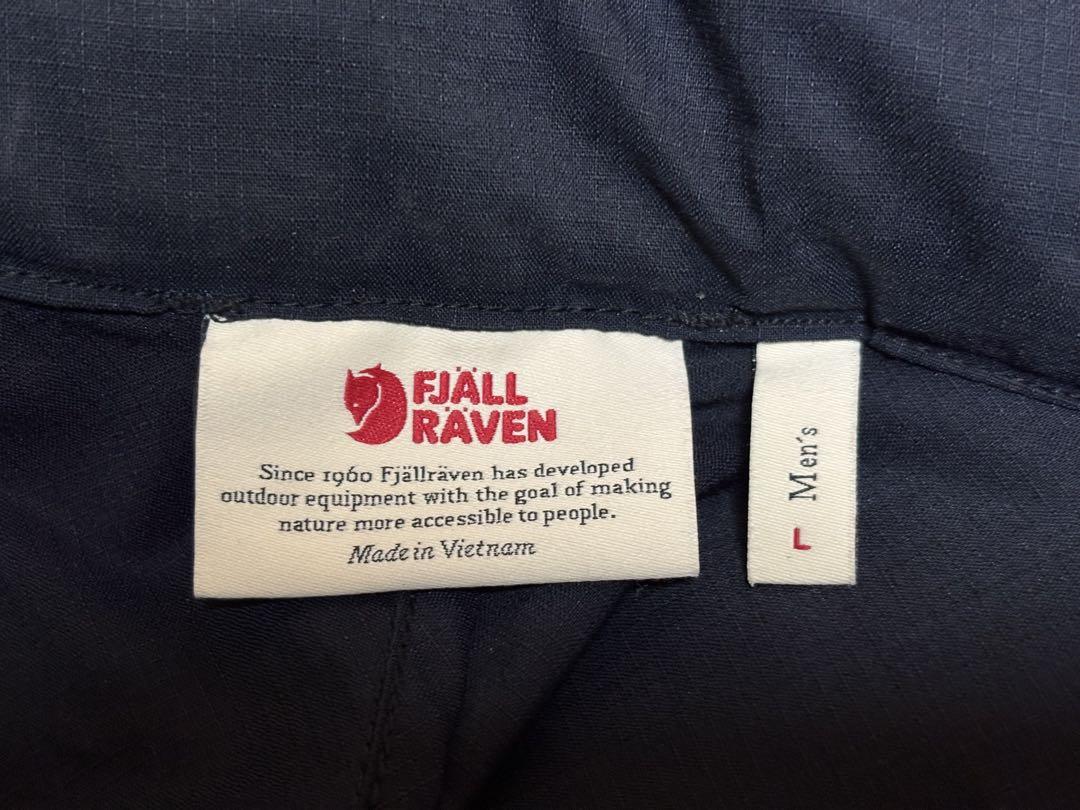 FJÄLL
RÄVEN
Since 1960 Fjällräven has developed
outdoor equipment with the goal of making
nature more accessible to people.
Made in Vietnam
Men's
L